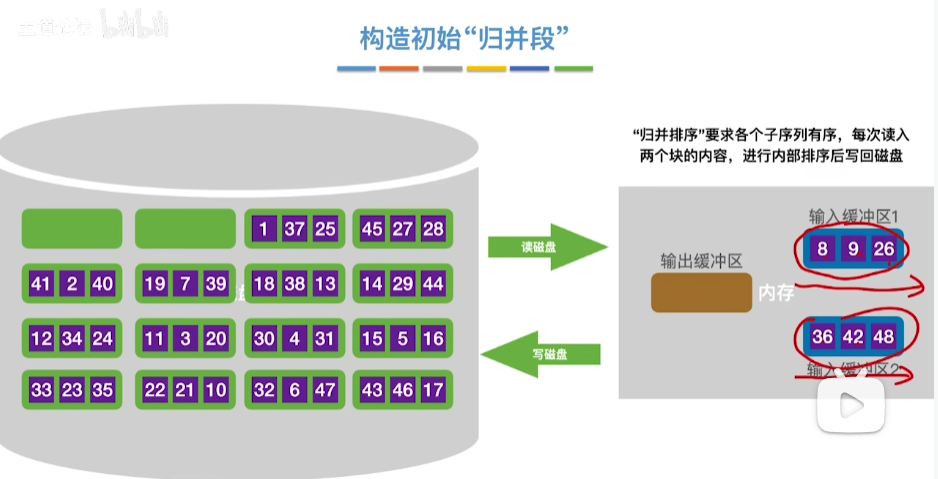 bilibili
构造初始“归并段”
“归并排序”要求各个子序列有序，每次读入
两个块的内容，进行内部排序后写回磁盘
1 37 25
45 27 28
41 2 40
19 7 39
18 38 13
14 29 44
12 34 24
11 3 20
30 4 31
15 5 16
33 23 35
22 21 10
32 6 47
43 46 17
读磁盘
写磁盘
输出缓冲区
内存
输入缓冲区1
8 9 26
36 42 48
输入缓冲区2